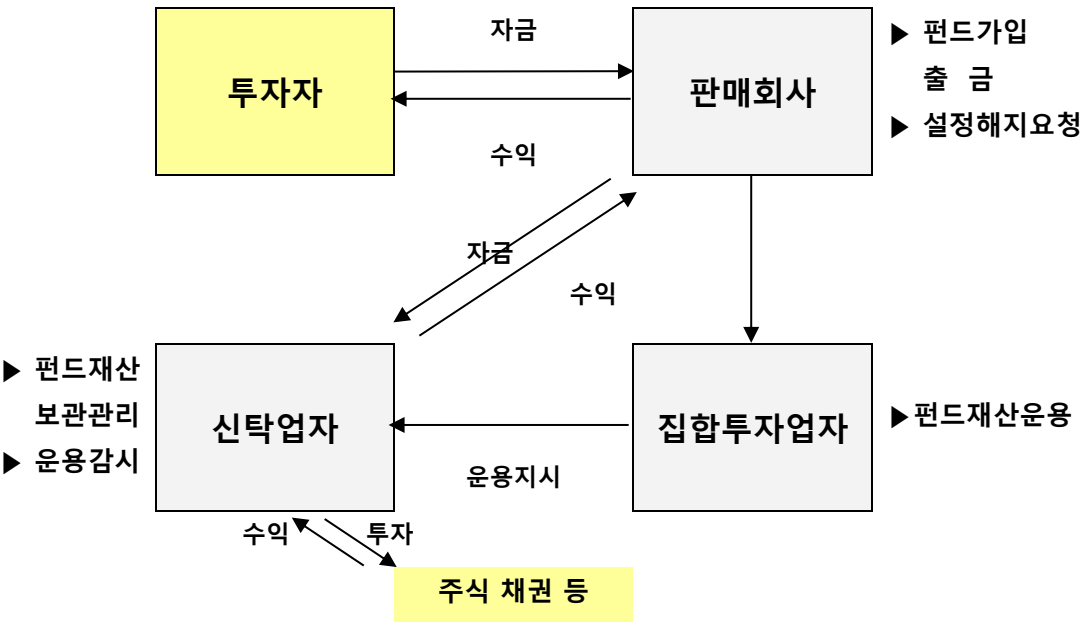 자금
투자자
판매회사
▶ 펀드가입
출 금
▶ 설정해지요청
수익
자금
수익
▶ 펀드재산
보관관리
▶ 운용감시
신탁업자
집합투자업자
▶펀드재산운용
운용지시
수익
투자
주식 채권 등